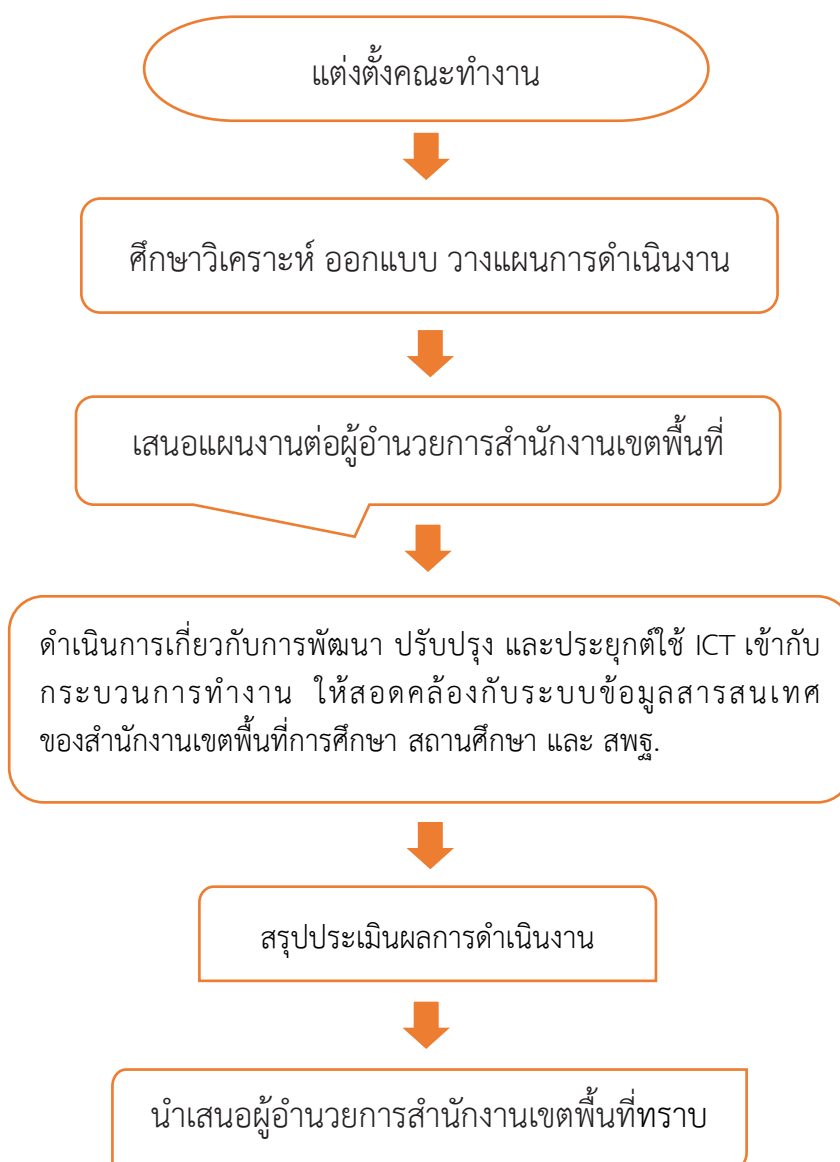 แต่งตั้งคณะทำงาน
ศึกษาวิเคราะห์ ออกแบบ วางแผนการดำเนินงาน
เสนอแผนงานต่อผู้อำนวยการสำนักงานเขตพื้นที่
ดำเนินการเกี่ยวกับการพัฒนา ปรับปรุง และประยุกต์ใช้ ICT เข้ากับ
กระบวนการทำงาน ให้สอดคล้องกับระบบข้อมูลสารสนเทศ
ของสำนักงานเขตพื้นที่การศึกษา สถานศึกษา และ สพฐ.
สรุปประเมินผลการดำเนินงาน
นำเสนอผู้อำนวยการสำนักงานเขตพื้นที่ทราบ